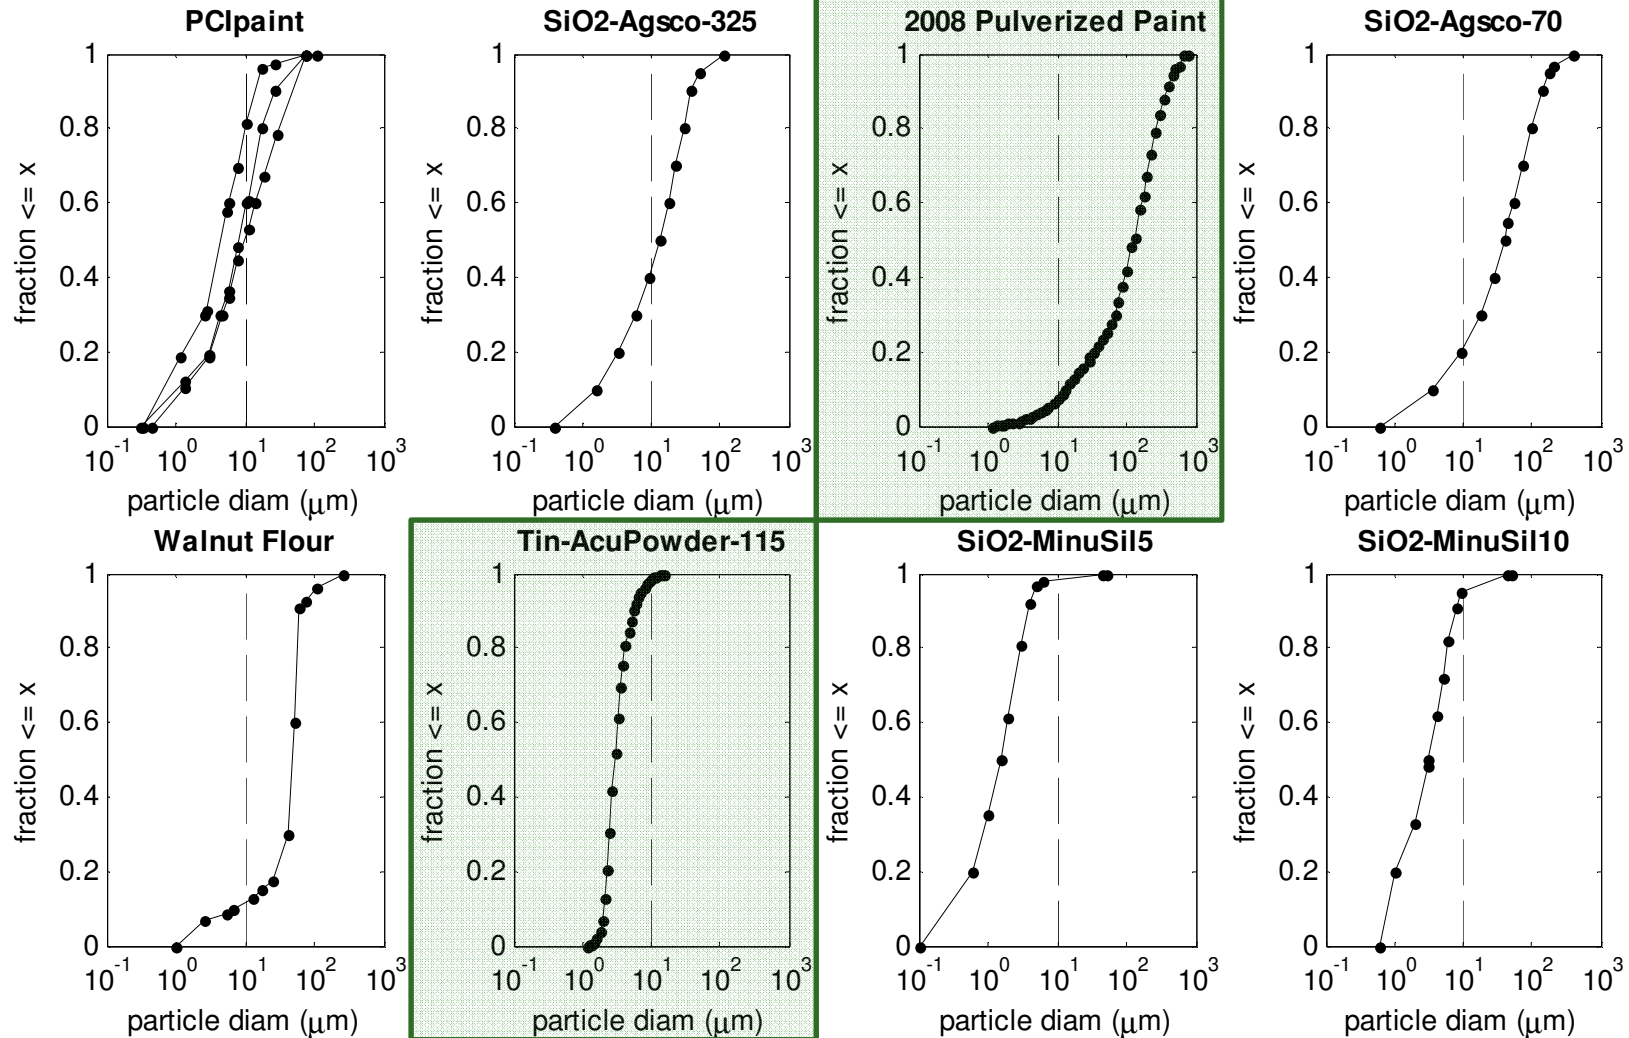 PCIpaint
1
0.8
0.6
0.4
0.2
0
fraction <= x
10^-1 10^0 10^1 10^2 10^3
particle diam (μm)
SiO2-Agsco-325
1
0.8
0.6
0.4
0.2
0
fraction <= x
10^-1 10^0 10^1 10^2 10^3
particle diam (μm)
2008 Pulverized Paint
1
0.8
0.6
0.4
0.2
0
fraction <= x
10^-1 10^0 10^1 10^2 10^3
particle diam (μm)
SiO2-Agsco-70
1
0.8
0.6
0.4
0.2
0
fraction <= x
10^-1 10^0 10^1 10^2 10^3
particle diam (μm)
Walnut Flour
1
0.8
0.6
0.4
0.2
0
fraction <= x
10^-1 10^0 10^1 10^2 10^3
particle diam (μm)
Tin-AcuPowder-115
1
0.8
0.6
0.4
0.2
0
fraction <= x
10^-1 10^0 10^1 10^2 10^3
particle diam (μm)
SiO2-MinuSil5
1
0.8
0.6
0.4
0.2
0
fraction <= x
10^-1 10^0 10^1 10^2 10^3
particle diam (μm)
SiO2-MinuSil10
1
0.8
0.6
0.4
0.2
0
fraction <= x
10^-1 10^0 10^1 10^2 10^3
particle diam (μm)